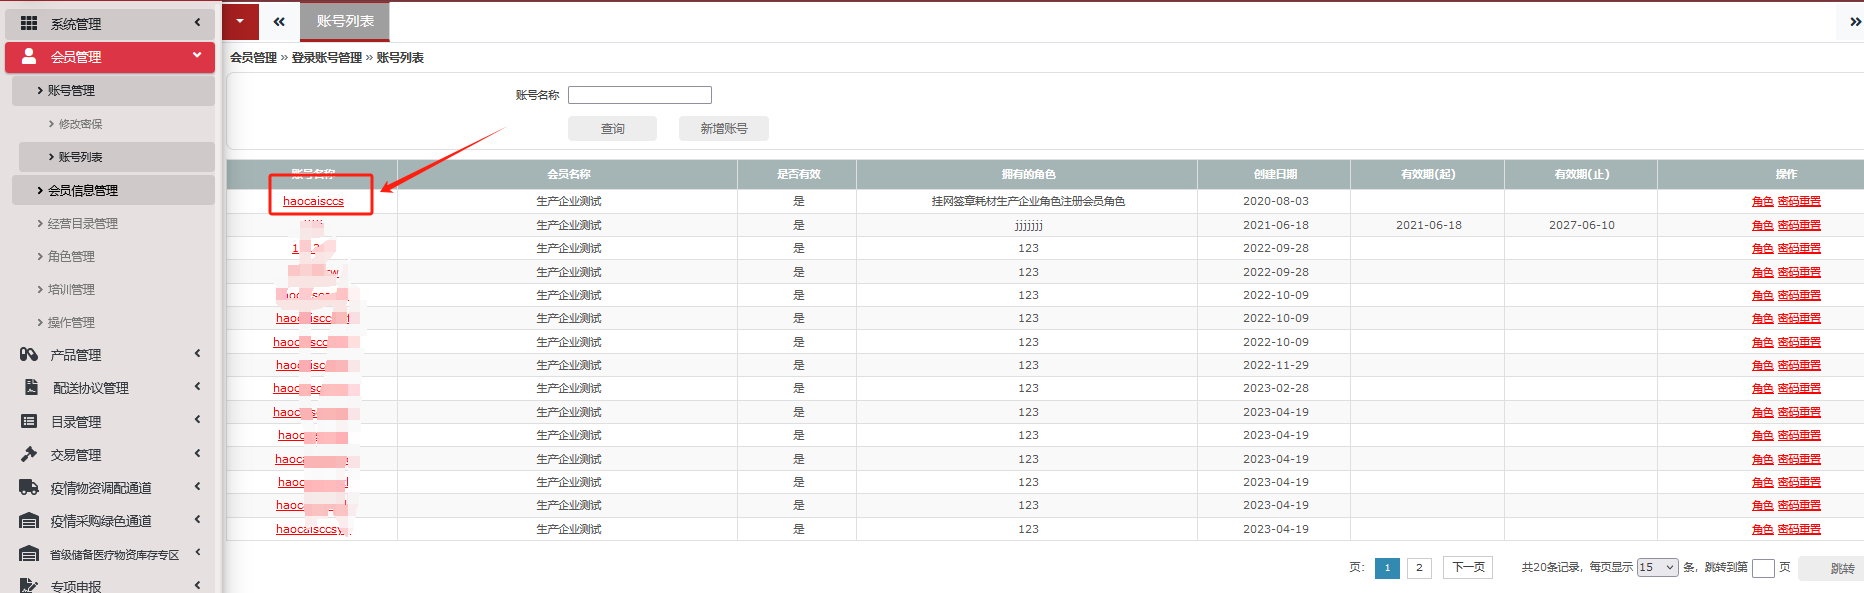 系统管理
会员管理
账号管理
修改密保
账号列表
会员信息管理
经营目录管理
角色管理
培训管理
操作管理
产品管理
配送协议管理
目录管理
交易管理
疫情物资调配通道
疫情采购绿色通道
省级储备医疗物资库存专区
专项申报
账号列表
会员管理 » 登录账号管理 » 账号列表
账号名称
查询 新增账号
账号名称 会员名称 是否有效 拥有的角色 创建日期 有效期(起) 有效期(止) 操作
haocaisccs 生产企业测试 是 挂网签章耗材生产企业角色注册会员角色 2020-08-03 角色 密码重置
生产企业测试 是 jjjjjjj 2021-06-18 2021-06-18 2027-06-10 角色 密码重置
生产企业测试 是 123 2022-09-28 角色 密码重置
生产企业测试 是 123 2022-09-28 角色 密码重置
生产企业测试 是 123 2022-10-09 角色 密码重置
生产企业测试 是 123 2022-10-09 角色 密码重置
生产企业测试 是 123 2022-10-09 角色 密码重置
生产企业测试 是 123 2022-11-29 角色 密码重置
生产企业测试 是 123 2023-02-28 角色 密码重置
生产企业测试 是 123 2023-04-19 角色 密码重置
生产企业测试 是 123 2023-04-19 角色 密码重置
生产企业测试 是 123 2023-04-19 角色 密码重置
生产企业测试 是 123 2023-04-19 角色 密码重置
生产企业测试 是 123 2023-04-19 角色 密码重置
生产企业测试 是 123 2023-04-19 角色 密码重置
页: 1 2 下一页 共20条记录，每页显示 15 条，跳转到第 页 跳转